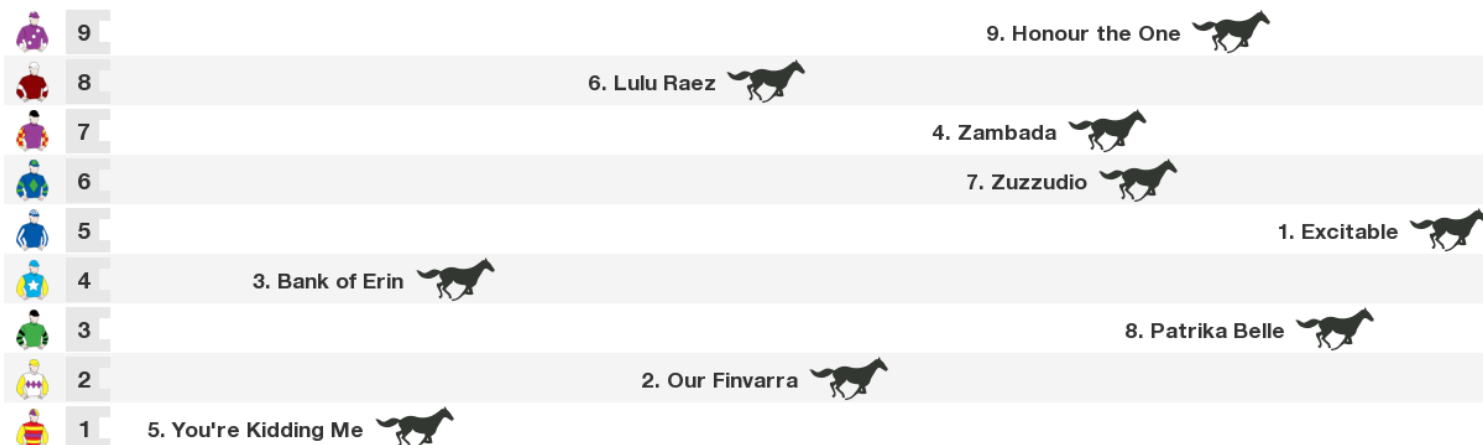 9 9. Honour the One
8 6. Lulu Raez
7 4. Zambada
6 7. Zuzzudio
5 1. Excitable
4 3. Bank of Erin
3 8. Patrika Belle
2 2. Our Finvarra
1 5. You're Kidding Me